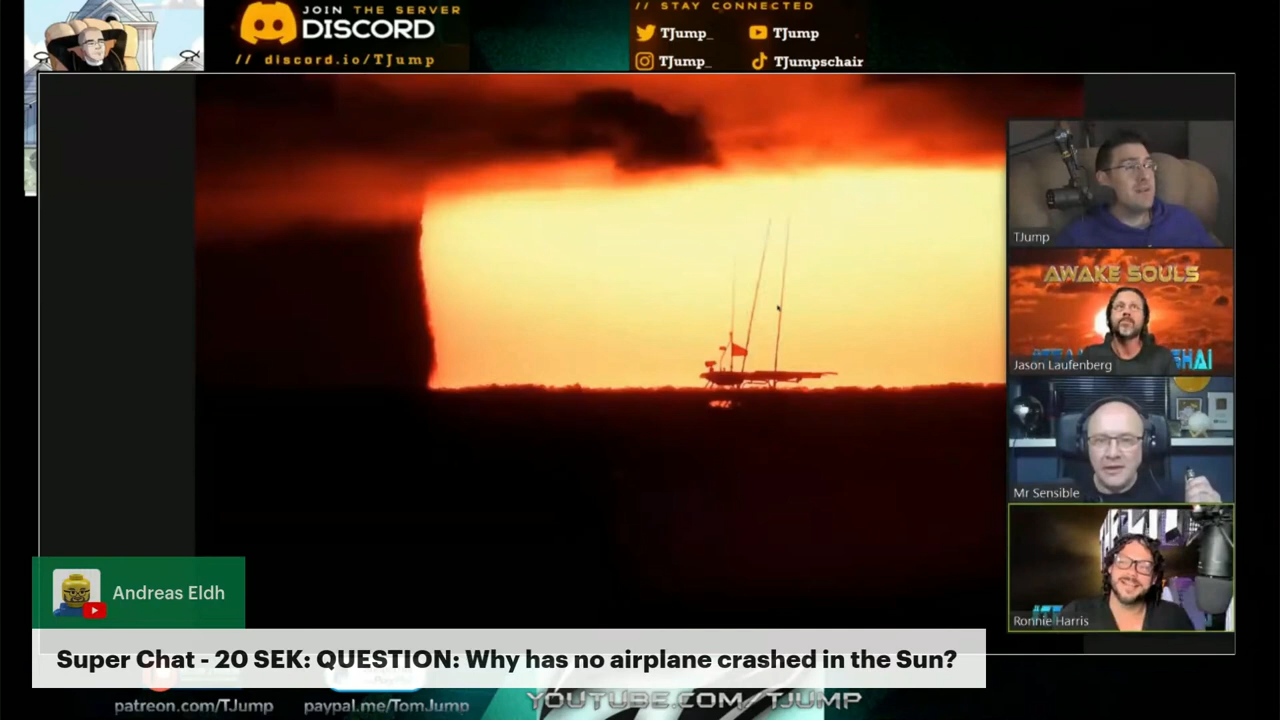 JOIN THE SERVER
DISCORD
// discord.io/TJump
// STAY CONNECTED
TJump_
TJump
TJump_
TJumpschair
TJump
AWAKE SOULS
Jason Laufenberg
Mr Sensible
Ronnie Harris
Andreas Eldh
Super Chat - 20 SEK: QUESTION: Why has no airplane crashed in the Sun?
patreon.com/TJump
paypal.me/TomJump
YOUTUBE.COM/TJUMP